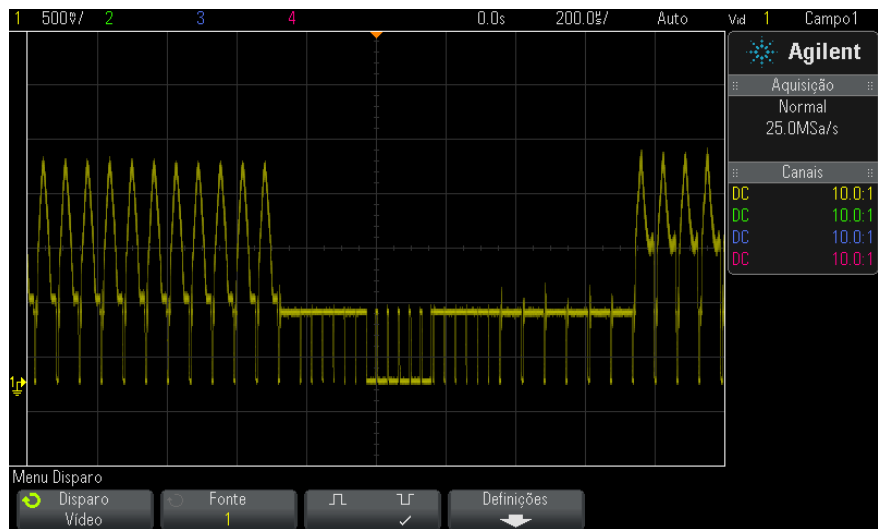 1 500V/ 2 3 4 0.0s 200.0µs/ Auto Vid 1 Campo1
Agilent
Aquisição
Normal
25.0MSa/s
Canais
DC 10.0:1
DC 10.0:1
DC 10.0:1
DC 10.0:1
1
Menu Disparo
Disparo
Vídeo
Fonte
1
Definições